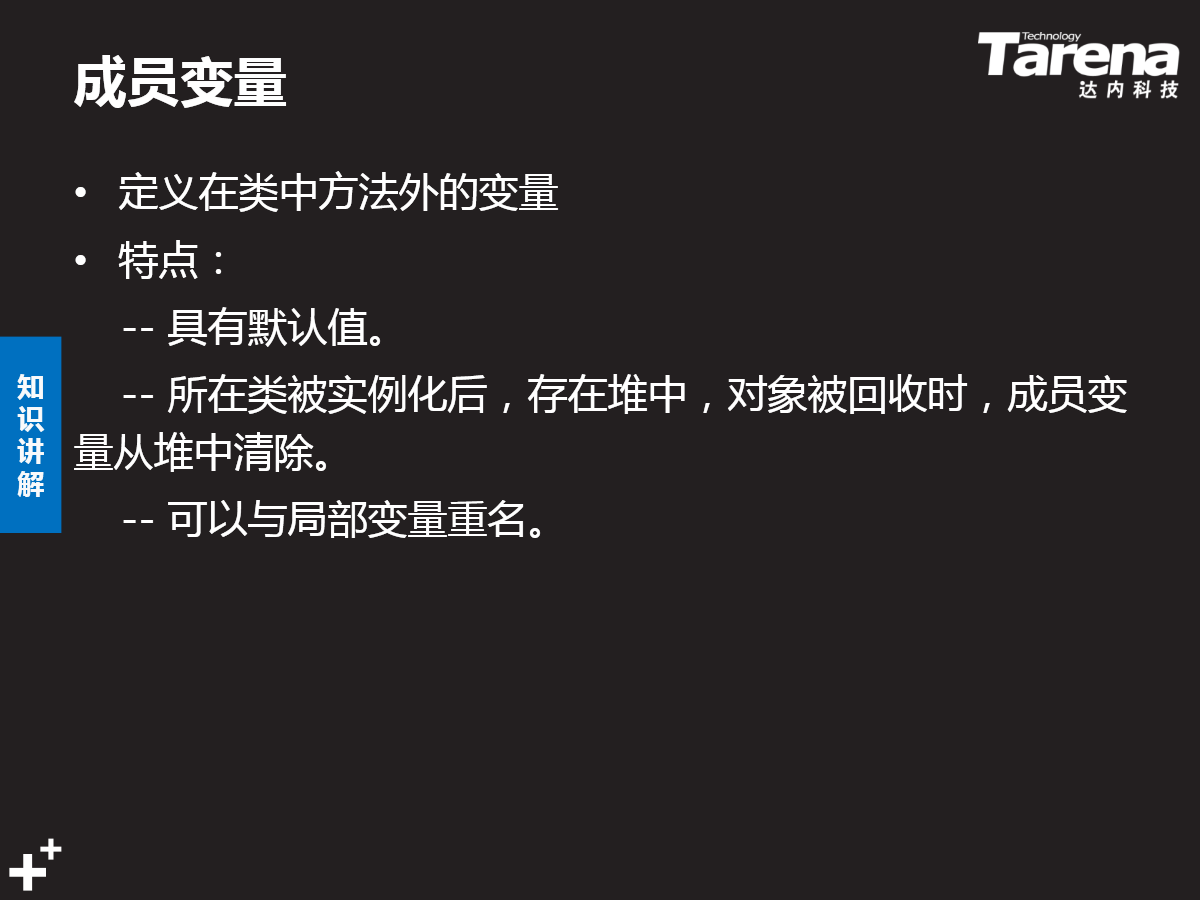 成员变量
Technology
Tarena
达内科技
• 定义在类中方法外的变量
• 特点：
-- 具有默认值。
-- 所在类被实例化后，存在堆中，对象被回收时，成员变
量从堆中清除。
-- 可以与局部变量重名。
知识讲解